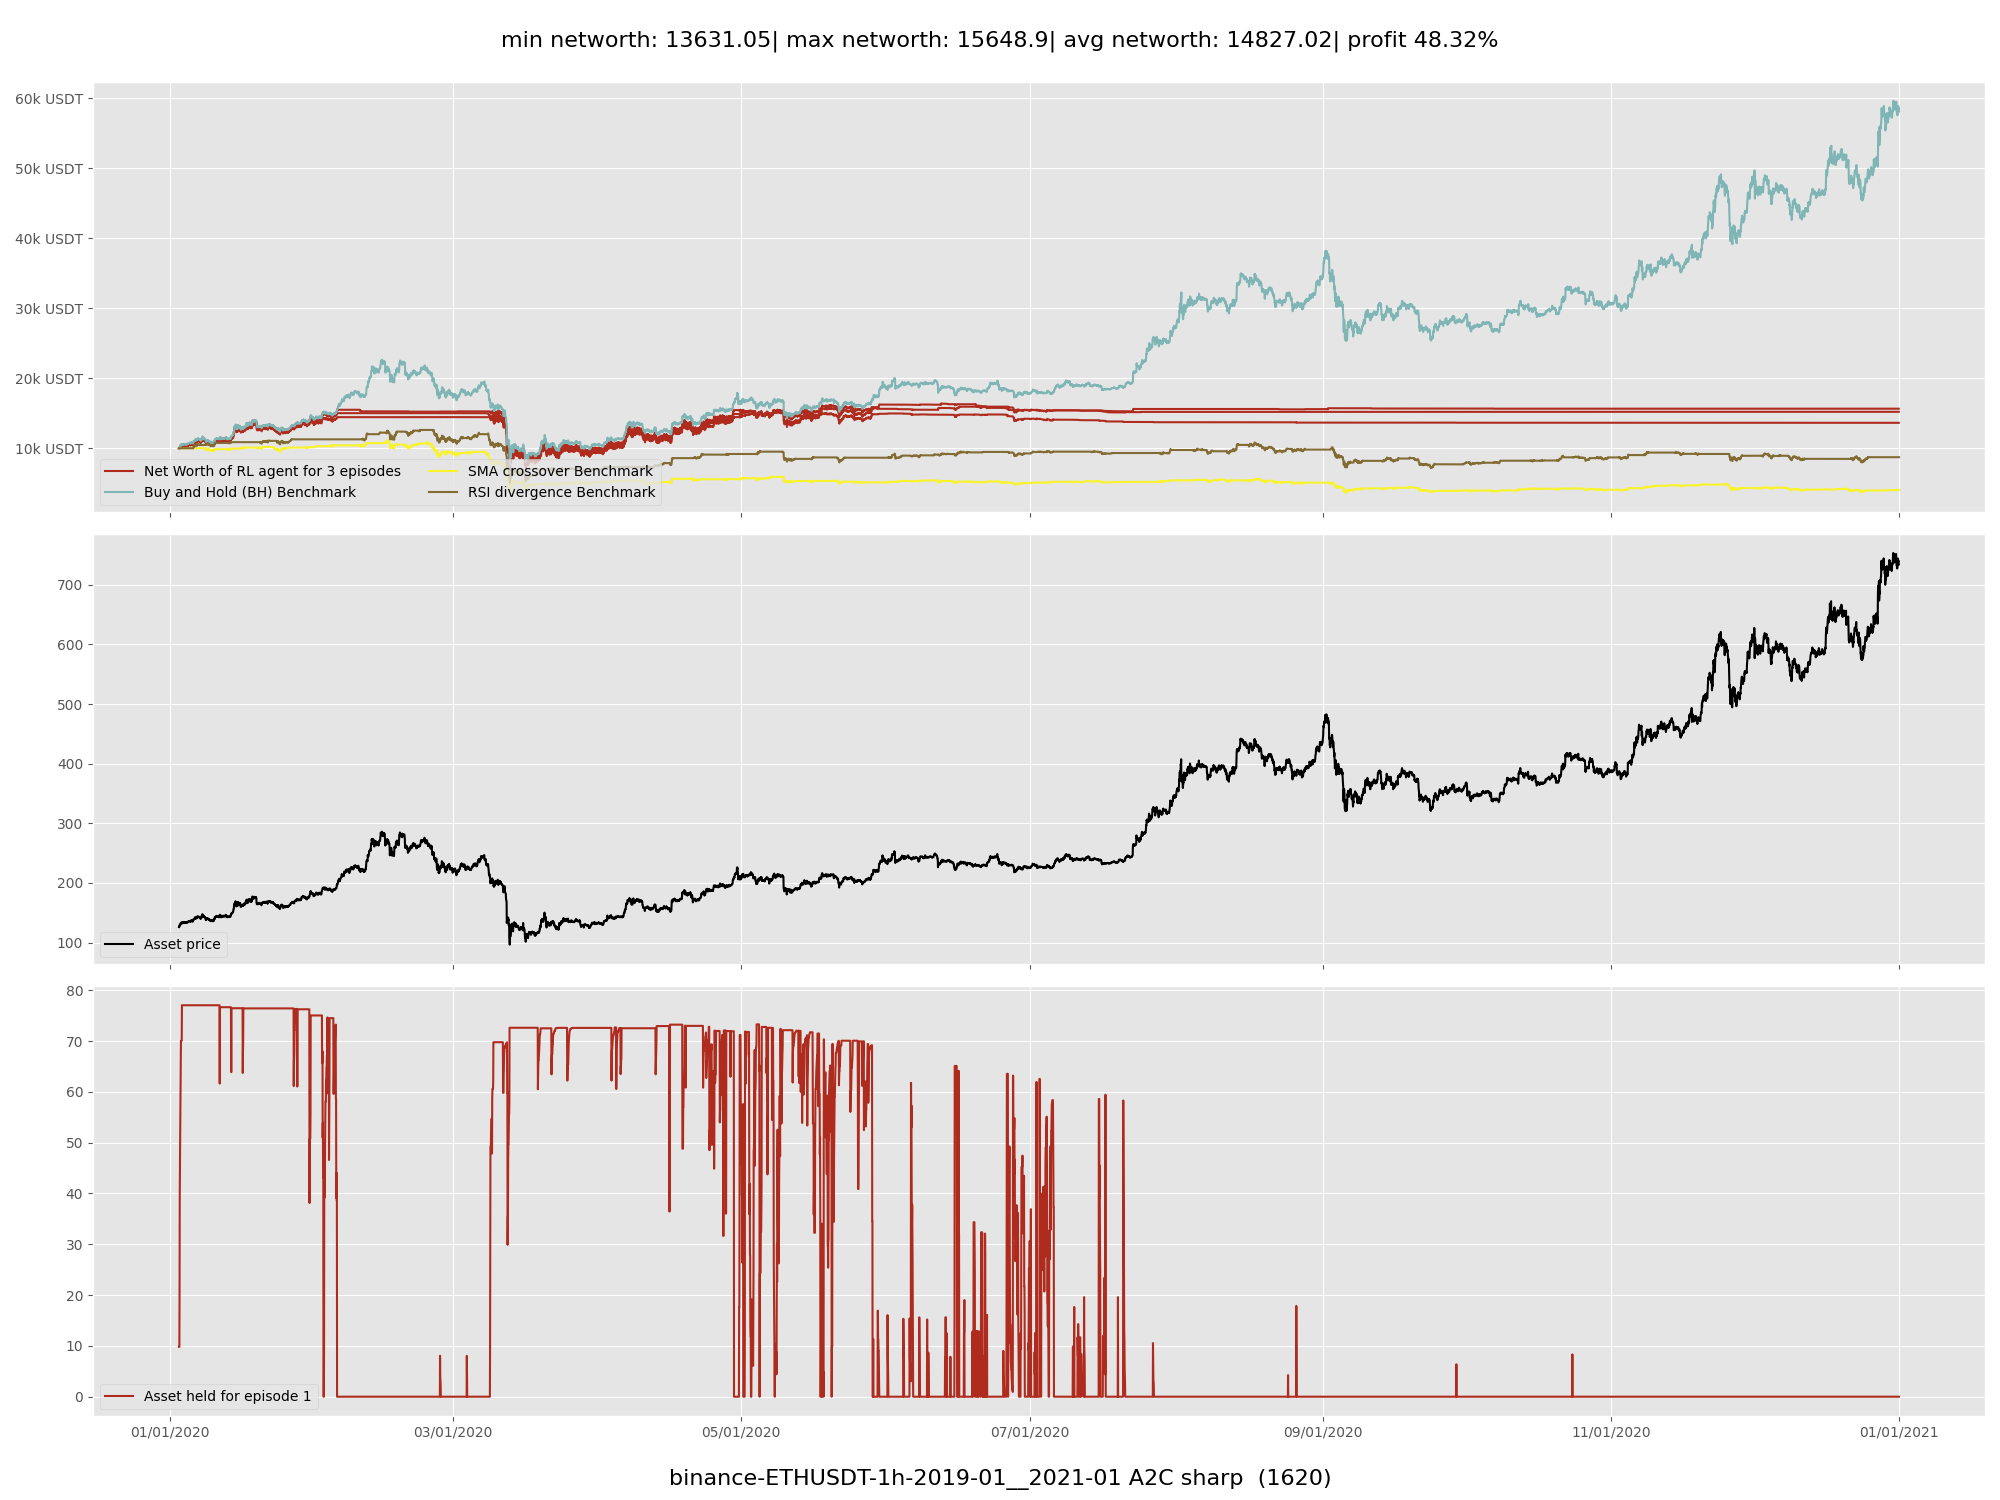 min networth: 13631.05| max networth: 15648.9| avg networth: 14827.02| profit 48.32%
60k USDT
50k USDT
40k USDT
30k USDT
20k USDT
10k USDT
Net Worth of RL agent for 3 episodes
Buy and Hold (BH) Benchmark
SMA crossover Benchmark
RSI divergence Benchmark
700
600
500
400
300
200
100
Asset price
80
70
60
50
40
30
20
10
0
Asset held for episode 1
01/01/2020 03/01/2020 05/01/2020 07/01/2020 09/01/2020 11/01/2020 01/01/2021
binance-ETHUSDT-1h-2019-01__2021-01 A2C sharp (1620)